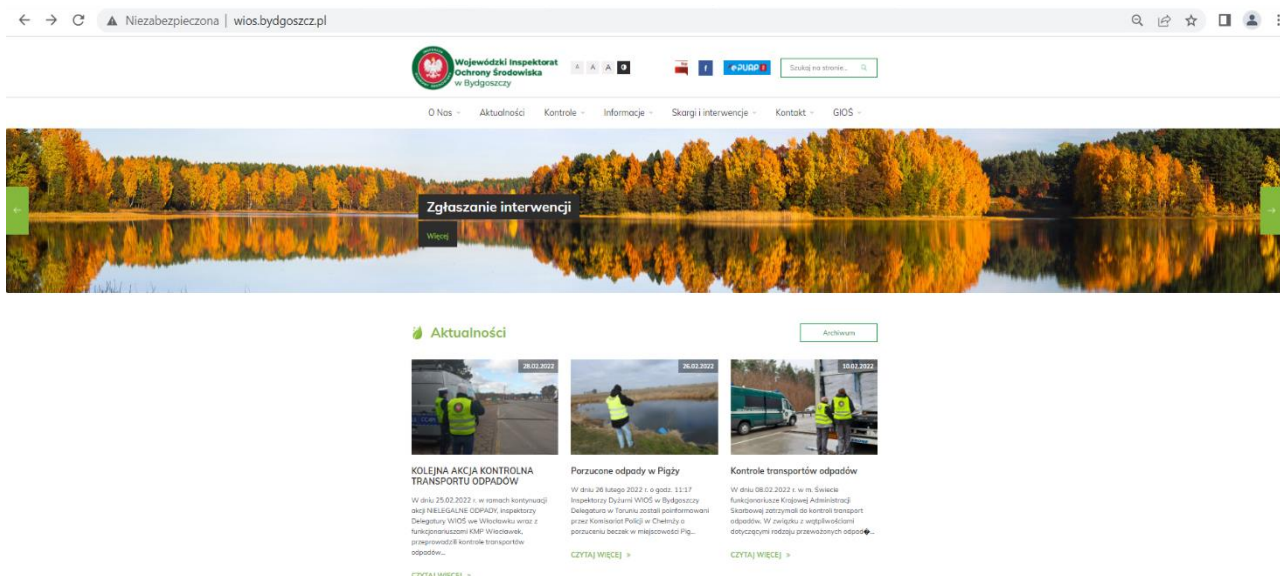 Niezabezpieczona | wios.bydgoszcz.pl
Wojewódzki Inspektorat
Ochrony Środowiska
w Bydgoszczy
A A A
ePUAP
Szukaj na stronie...
O Nas Aktualności Kontrole Informacje Skargi i interwencje Kontakt GIOŚ
Zgłaszanie interwencji
Więcej
Aktualności
Archiwum
28.02.2022
KOLEJNA AKCJA KONTROLNA
TRANSPORTU ODPADÓW
W dniu 25.02.2022 r. w ramach kontynuacji
akcji NIELEGALNE ODPADY, inspektorzy
Delegatury WIOŚ we Włocławku wraz z
funkcjonariuszami KMP Włocławek,
przeprowadzili kontrole transportów
odpadów...
CZYTAJ WIĘCEJ »
26.02.2022
Porzucone odpady w Pigży
W dniu 26 lutego 2022 r. o godz. 11:17
Inspektorzy Dyżurni WIOŚ w Bydgoszczy
Delegatura w Toruniu zostali poinformowani
przez Komisariat Policji w Chełmży o
porzuceniu beczek w miejscowości Pig...
CZYTAJ WIĘCEJ »
10.02.2022
Kontrole transportów odpadów
W dniu 08.02.2022 r. w m. Świecie
funkcjonariusze Krajowej Administracji
Skarbowej zatrzymali do kontroli transport
odpadów. W związku z wątpliwościami
dotyczącymi rodzaju przewożonych odpad�...
CZYTAJ WIĘCEJ »